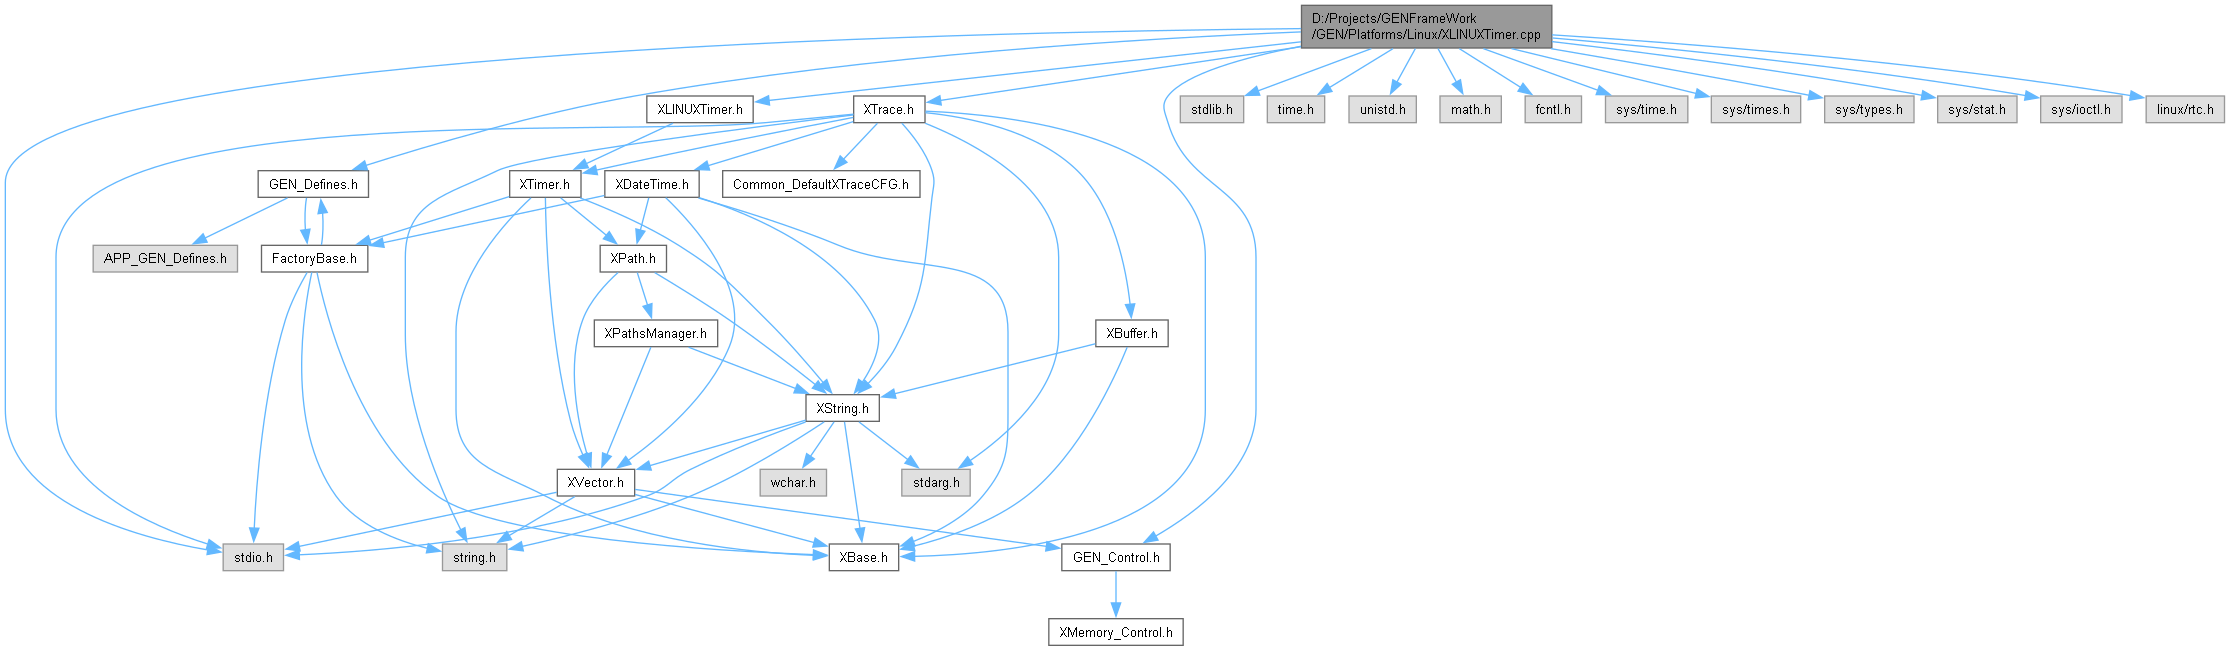 D:/Projects/GENFrameWork
/GEN/Platforms/Linux/XLINUXTimer.cpp
XLINUXTimer.h
XTrace.h
stdlib.h
time.h
unistd.h
math.h
fcntl.h
sys/time.h
sys/times.h
sys/types.h
sys/stat.h
sys/ioctl.h
linux/rtc.h
GEN_Defines.h
XTimer.h
XDateTime.h
Common_DefaultXTraceCFG.h
APP_GEN_Defines.h
FactoryBase.h
XPath.h
XPathsManager.h
XBuffer.h
XString.h
XVector.h
wchar.h
stdarg.h
stdio.h
string.h
XBase.h
GEN_Control.h
XMemory_Control.h